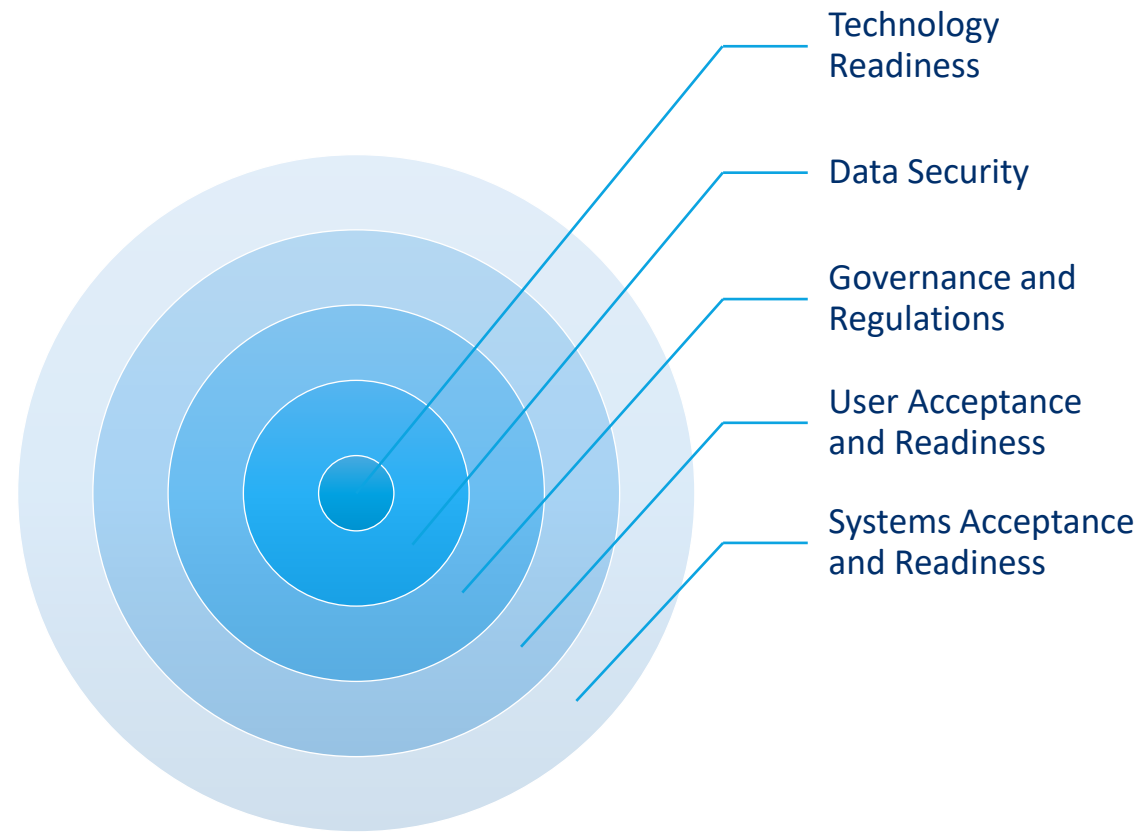 Technology
Readiness
Data Security
Governance and
Regulations
User Acceptance
and Readiness
Systems Acceptance
and Readiness